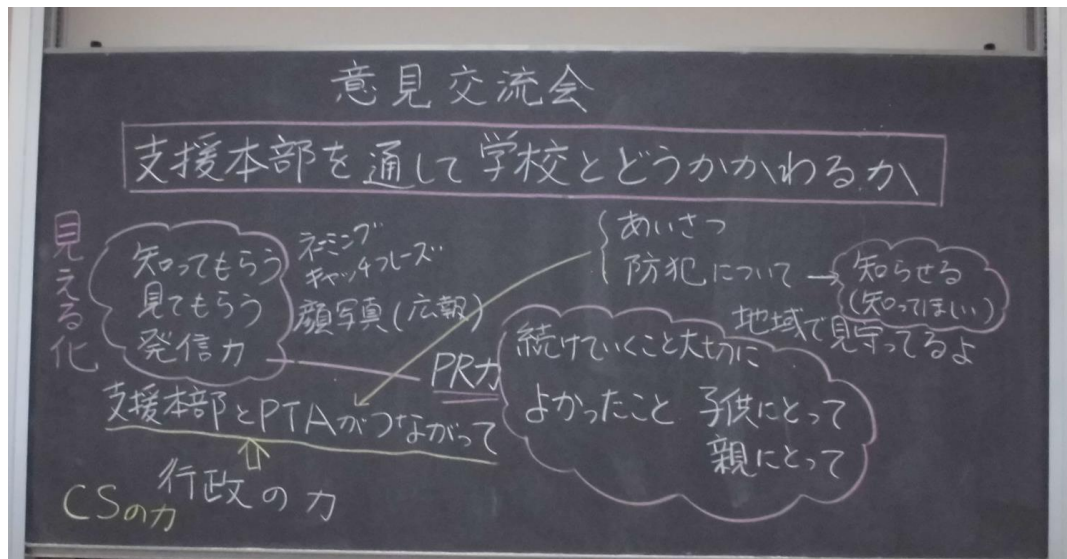 意見交流会
支援本部を通して学校とどうかかわるか
見える化
知ってもらう
見てもらう
発信力
ネーミング
キャッチフレーズ
顔写真(広報)
PR力
あいさつ
防犯について→
知らせる
(知ってほしい)
地域で見守ってるよ
続けていくこと大切に
よかったこと 子供にとって
親にとって
支援本部とPTAがつながって
行政の力
CSの力